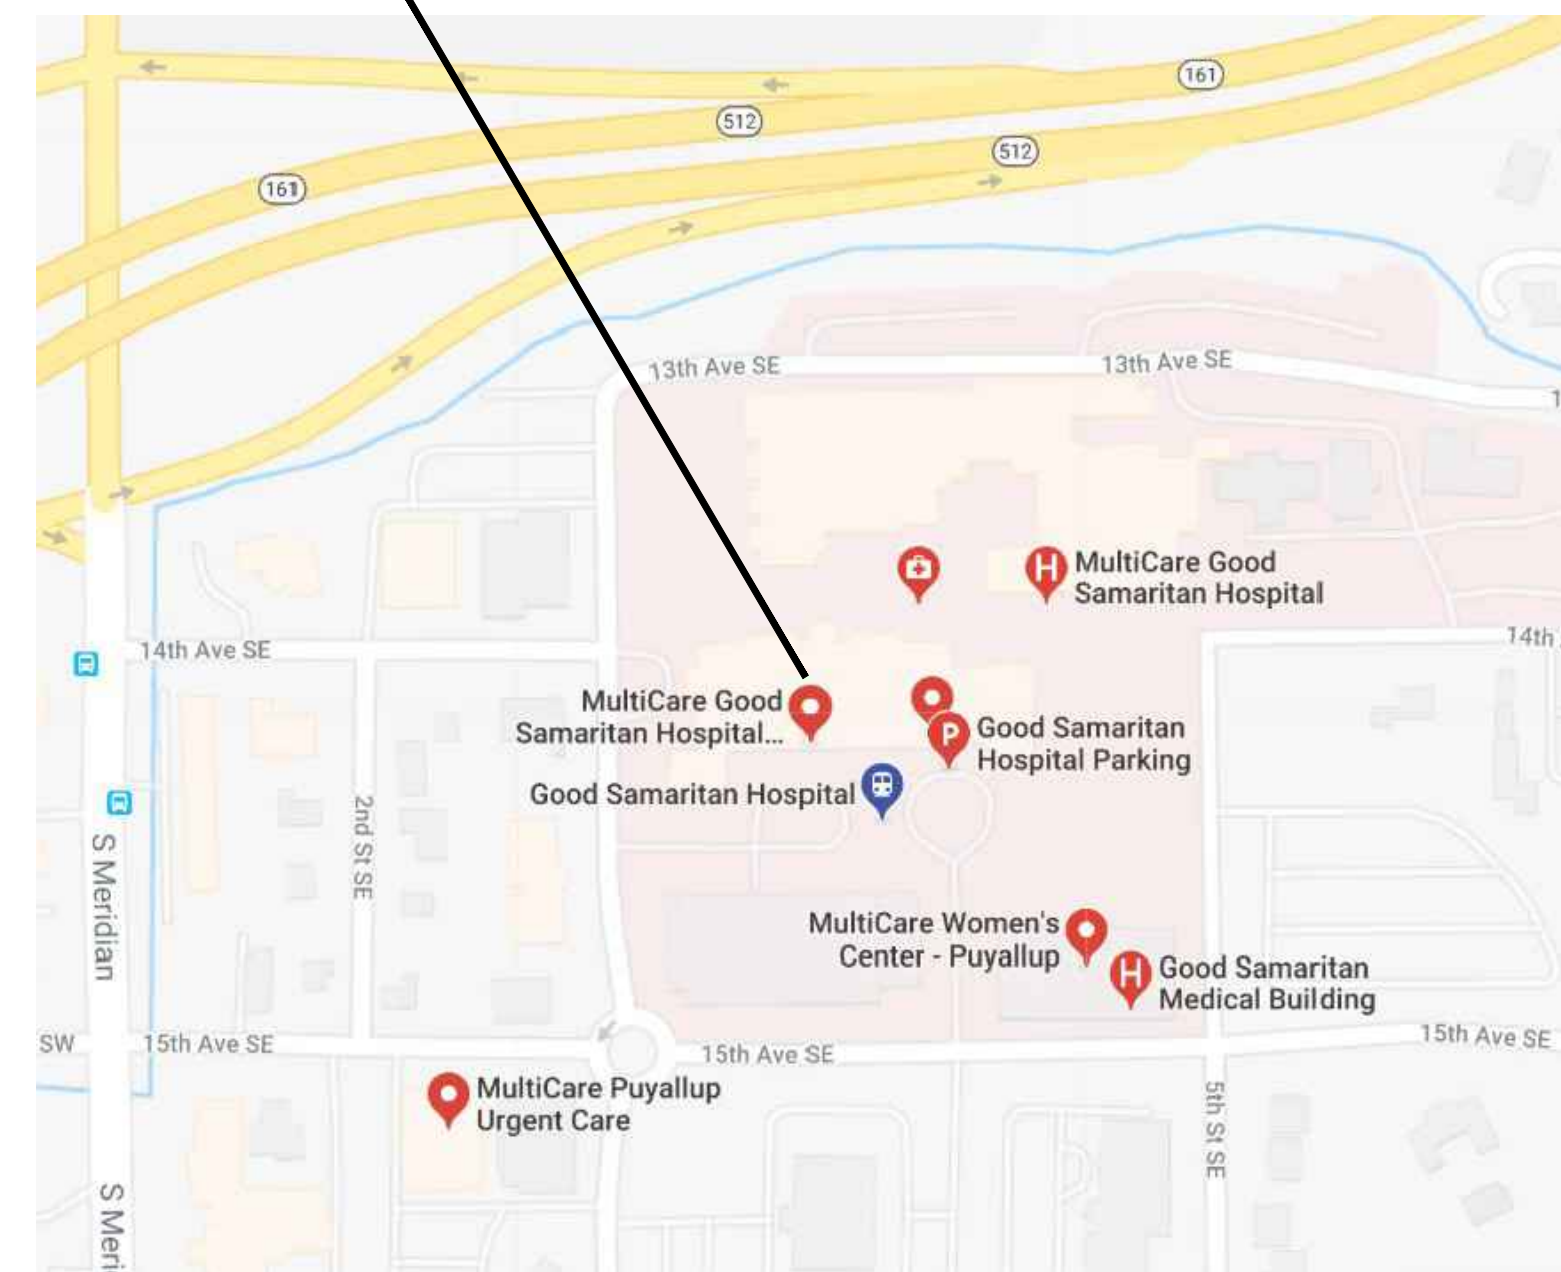 161
512
512
161
13th Ave SE
13th Ave SE
1
MultiCare Good
Samaritan Hospital
14th Ave SE
14th
MultiCare Good
Samaritan Hospital...
Good Samaritan
Hospital Parking
Good Samaritan Hospital
2nd St SE
S Meridian
MultiCare Women's
Center - Puyallup
Good Samaritan
Medical Building
SW
15th Ave SE
15th Ave SE
15th Ave SE
MultiCare Puyallup
Urgent Care
5th St SE
S Meri
H
P
H